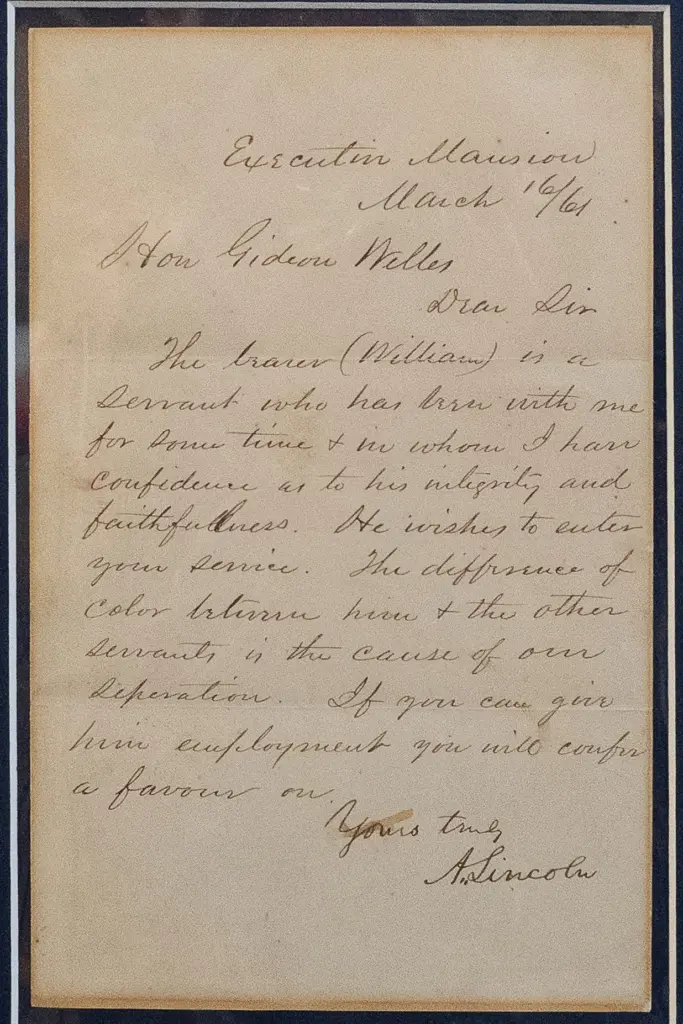 Executive Mansion
March 16/61
Hon Gideon Welles
Dear Sir
The bearer (William) is a
servant who has been with me
for some time & in whom I have
confidence as to his integrity and
faithfullness. He wishes to enter
your service. The difference of
color between him & the other
servants is the cause of our
seperation. If you can give
him employment you will confer
a favour on
Yours truly
A. Lincoln